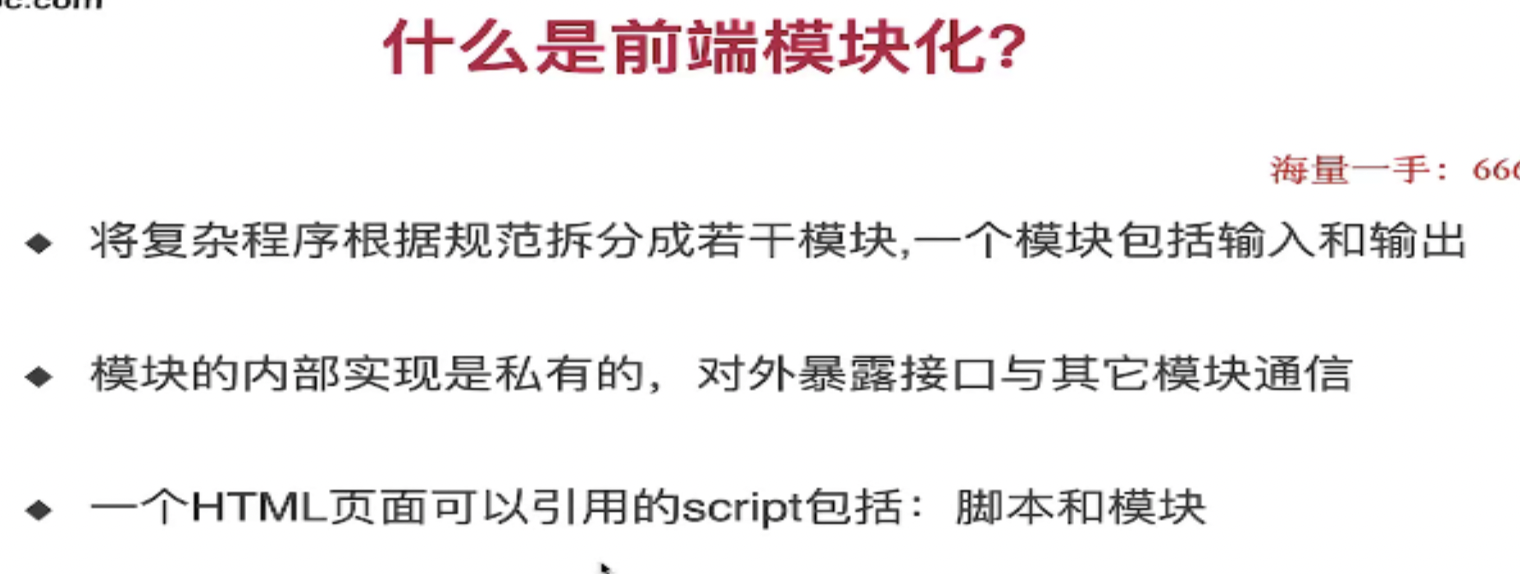 什么是前端模块化?
海量一手：666
◆ 将复杂程序根据规范拆分成若干模块,一个模块包括输入和输出
◆ 模块的内部实现是私有的，对外暴露接口与其它模块通信
◆ 一个HTML页面可以引用的script包括：脚本和模块